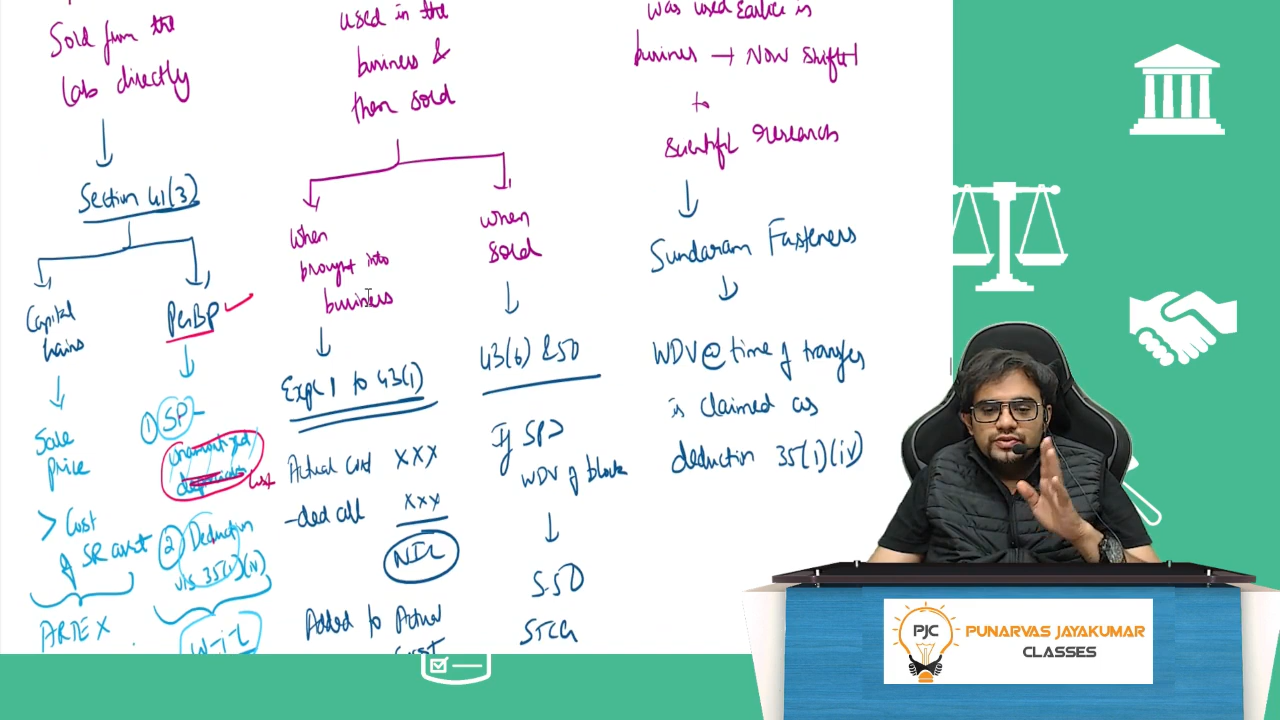 Sold from the
Lab directly
Section 41(3)
Capital
Gains
Sale
Price
> Cost
of SR asset
ARTEX
PGBP
① SP -
Cost
② Deduction
u/s 35(1)(iv)
W-i-L
used in the
business &
then sold
When
brought into
business
Expl 1 to 43(1)
Actual cost XXX
- ded all XXX
NIL
Added to Actual
Cost
When
sold
43(6) & 50
If SP>
WDV of block
S.50
STCG
was used earlier in
business → Now shifted
to
scientific research
Sundaram Fasteners
WDV @ time of transfer
is claimed as
deduction 35(1)(iv)
PJC
PUNARVAS JAYAKUMAR
CLASSES